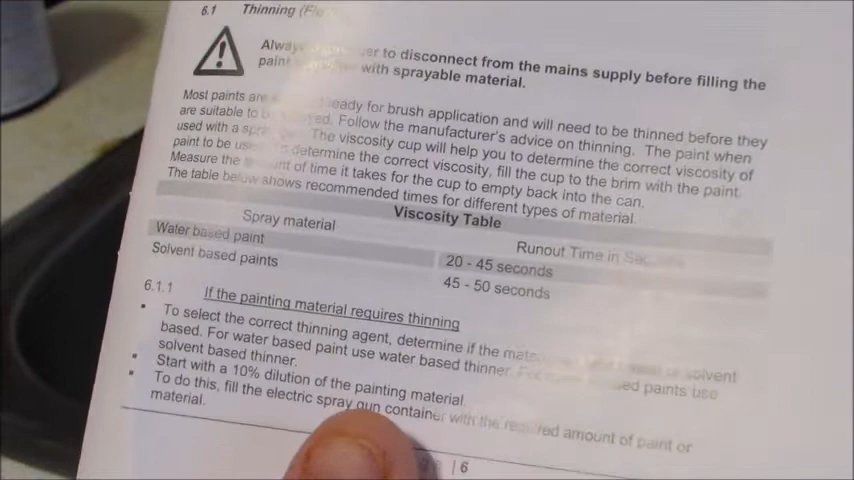 6.1 Thinning
Always to disconnect from the mains supply before filling the
paint with sprayable material.
Most paints are ready for brush application and will need to be thinned before they
are suitable to be Follow the manufacturer's advice on thinning. The paint when
used with a The viscosity cup will help you to determine the correct viscosity of
paint to be determine the correct viscosity, fill the cup to the brim with the paint.
Measure the of time it takes for the cup to empty back into the can.
The table below shows recommended times for different types of material.
Viscosity Table
Spray material Runout Time in
Water based paint 20 - 45 seconds
Solvent based paints 45 - 50 seconds
6.1.1 If the painting material requires thinning
▪ To select the correct thinning agent, determine if the or solvent
based. For water based paint use water based thinner. For paints use
solvent based thinner.
▪ Start with a 10% dilution of the painting material.
▪ To do this, fill the electric spray gun container with the required amount of paint or
material.
| 6